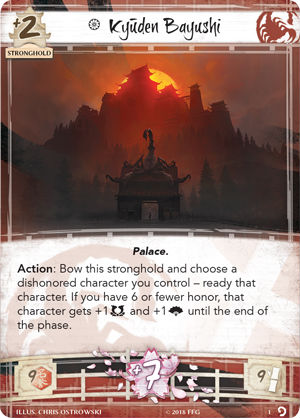 +2
STRONGHOLD
Kyūden Bayushi
Palace.
Action: Bow this stronghold and choose a
dishonored character you control – ready that
character. If you have 6 or fewer honor, that
character gets +1 and +1 until the end
of the phase.
9
+7
9
ILLUS. CHRIS OSTROWSKI
© 2018 FFG
1